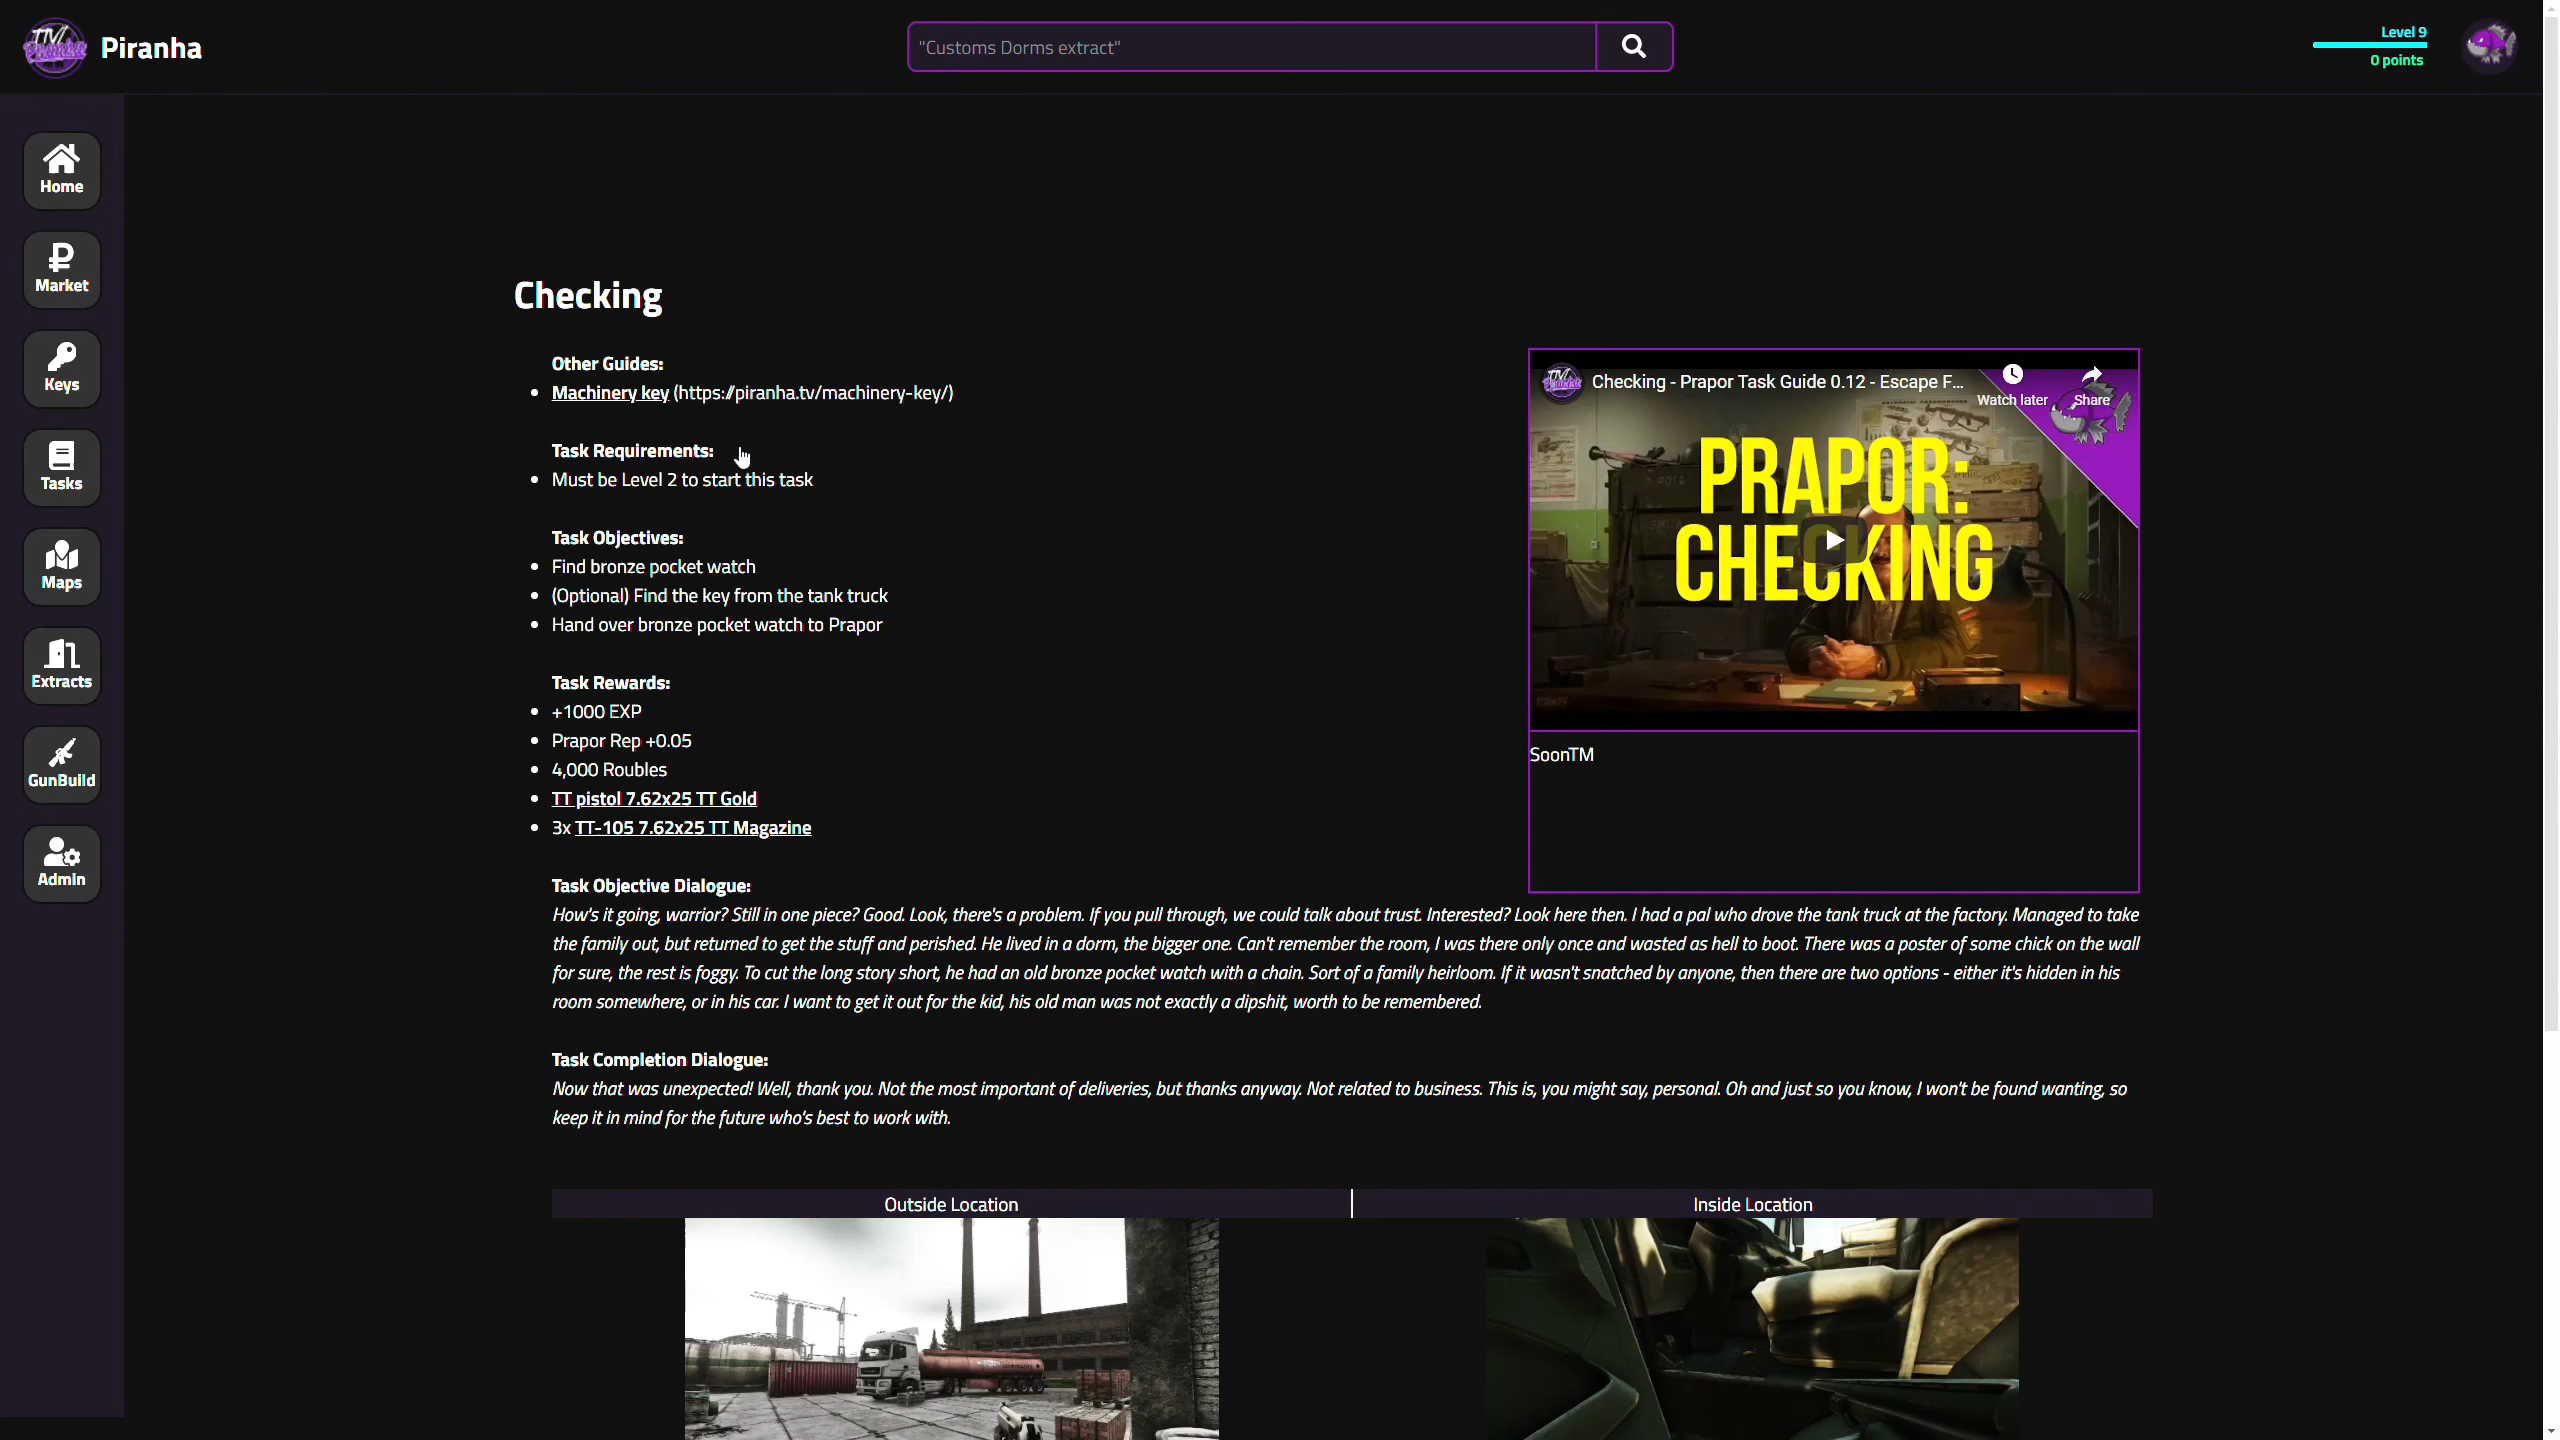 Piranha
"Customs Dorms extract"
Level 9
0 points
Home
Market
Keys
Tasks
Maps
Extracts
GunBuild
Admin
Checking
Other Guides:
Machinery key (https://piranha.tv/machinery-key/)
Task Requirements:
Must be Level 2 to start this task
Task Objectives:
Find bronze pocket watch
(Optional) Find the key from the tank truck
Hand over bronze pocket watch to Prapor
Task Rewards:
+1000 EXP
Prapor Rep +0.05
4,000 Roubles
TT pistol 7.62x25 TT Gold
3x TT-105 7.62x25 TT Magazine
Checking - Prapor Task Guide 0.12 - Escape F...
Watch later
Share
PRAPOR:
CHECKING
SoonTM
Task Objective Dialogue:
How's it going, warrior? Still in one piece? Good. Look, there's a problem. If you pull through, we could talk about trust. Interested? Look here then. I had a pal who drove the tank truck at the factory. Managed to take
the family out, but returned to get the stuff and perished. He lived in a dorm, the bigger one. Can't remember the room, I was there only once and wasted as hell to boot. There was a poster of some chick on the wall
for sure, the rest is foggy. To cut the long story short, he had an old bronze pocket watch with a chain. Sort of a family heirloom. If it wasn't snatched by anyone, then there are two options - either it's hidden in his
room somewhere, or in his car. I want to get it out for the kid, his old man was not exactly a dipshit, worth to be remembered.
Task Completion Dialogue:
Now that was unexpected! Well, thank you. Not the most important of deliveries, but thanks anyway. Not related to business. This is, you might say, personal. Oh and just so you know, I won't be found wanting, so
keep it in mind for the future who's best to work with.
Outside Location
Inside Location